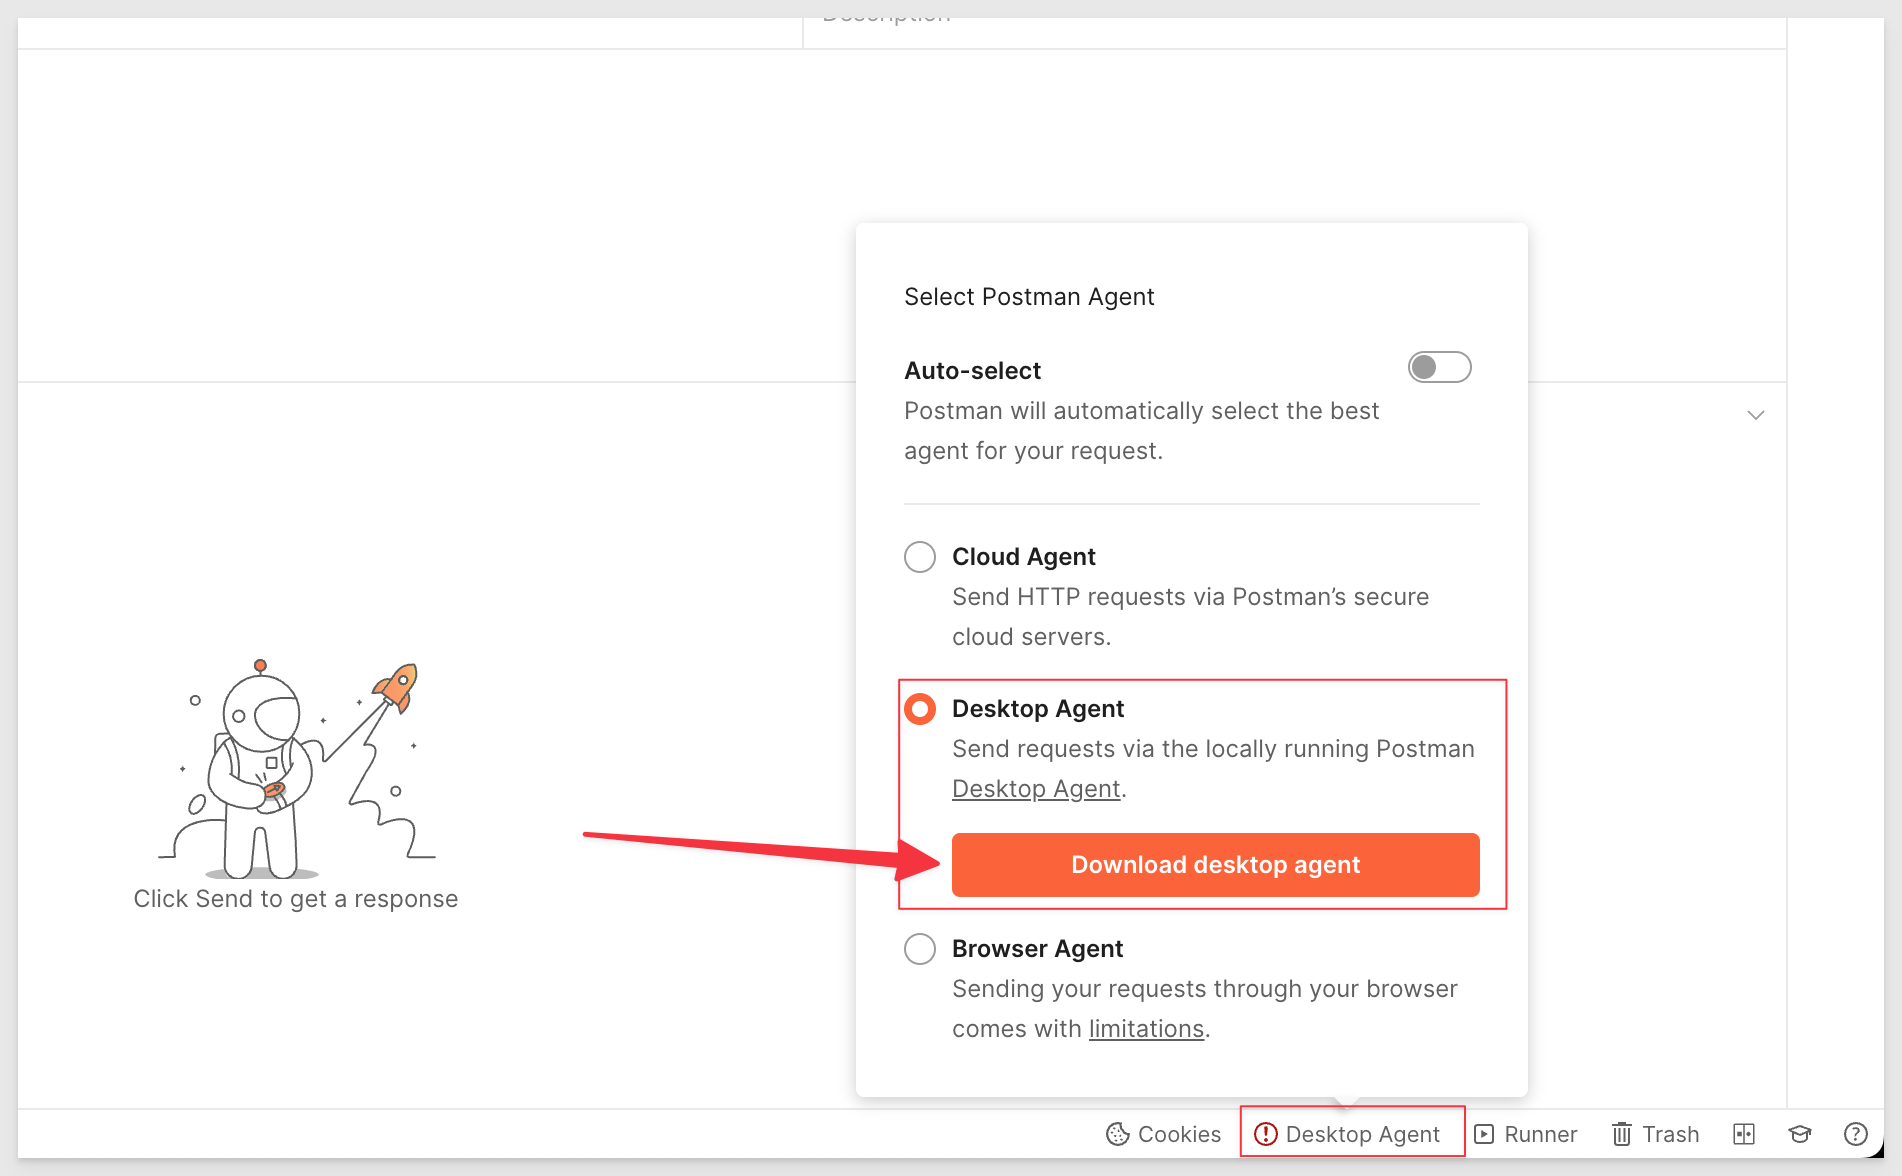 Description
Select Postman Agent
Auto-select
Postman will automatically select the best
agent for your request.
Cloud Agent
Send HTTP requests via Postman’s secure
cloud servers.
Desktop Agent
Send requests via the locally running Postman
Desktop Agent.
Download desktop agent
Browser Agent
Sending your requests through your browser
comes with limitations.
Click Send to get a response
Cookies
Desktop Agent
Runner
Trash